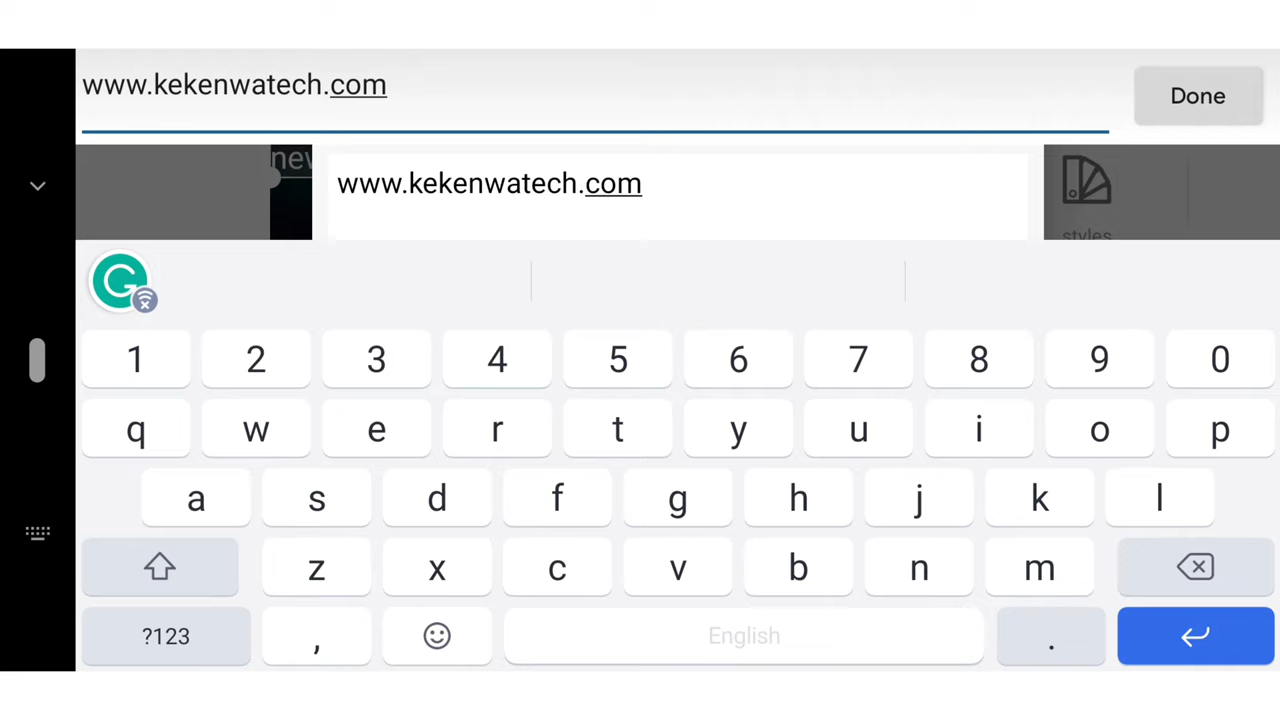 www.kekenwatech.com
Done
new
www.kekenwatech.com
styles
1 2 3 4 5 6 7 8 9 0
q w e r t y u i o p
a s d f g h j k l
z x c v b n m
?123 , English .